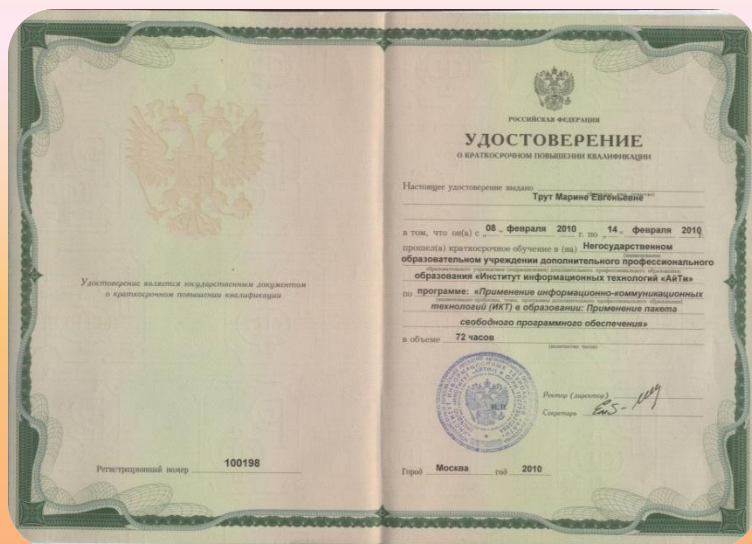 Удостоверение является государственным документом
о краткосрочном повышении квалификации
Регистрационный номер 100198
РОССИЙСКАЯ ФЕДЕРАЦИЯ
УДОСТОВЕРЕНИЕ
О КРАТКОСРОЧНОМ ПОВЫШЕНИИ КВАЛИФИКАЦИИ
Настоящее удостоверение выдано
Трут Марине Евгеньевне
в том, что он(а) с „08„ февраля 2010 г. по „14„ февраля 2010г.
прошел(а) краткосрочное обучение в (на) Негосударственном
образовательном учреждении дополнительного профессионального
образования «Институт информационных технологий «АйТи»
по программе: «Применение информационно-коммуникационных
технологий (ИКТ) в образовании: Применение пакета
свободного программного обеспечения»
в объеме 72 часов
(количество часов)
М.П.
Ректор (директор)
Секретарь
Город Москва год 2010